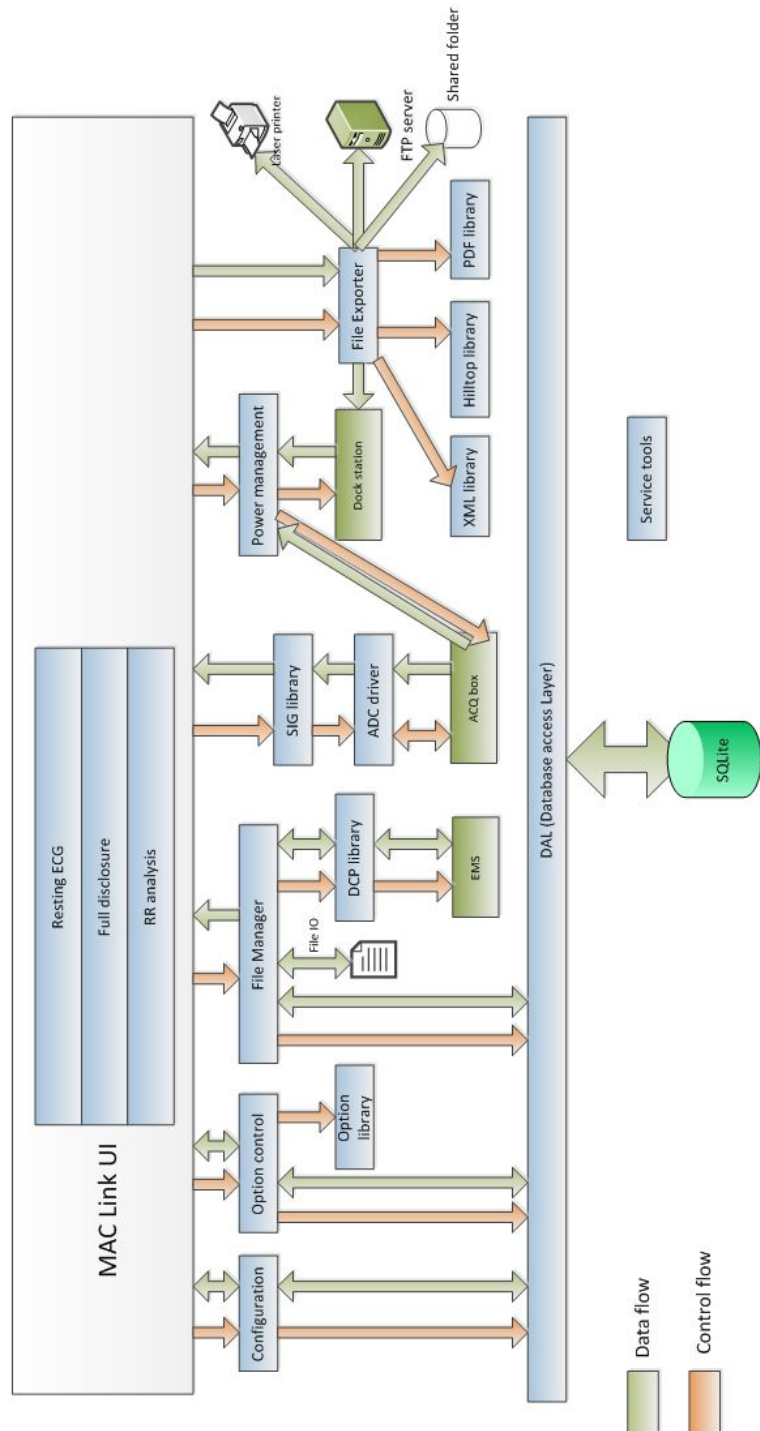 MAC Link UI
Resting ECG
Full disclosure
RR analysis
Configuration
Option control
File Manager
SIG library
Power management
File Exporter
Option
library
File IO
DCP library
ADC driver
Dock station
Laser printer
FTP server
Shared folder
EMS
ACQ box
XML library
Hilltop library
PDF library
DAL (Database access Layer)
SQLite
Service tools
Data flow
Control flow